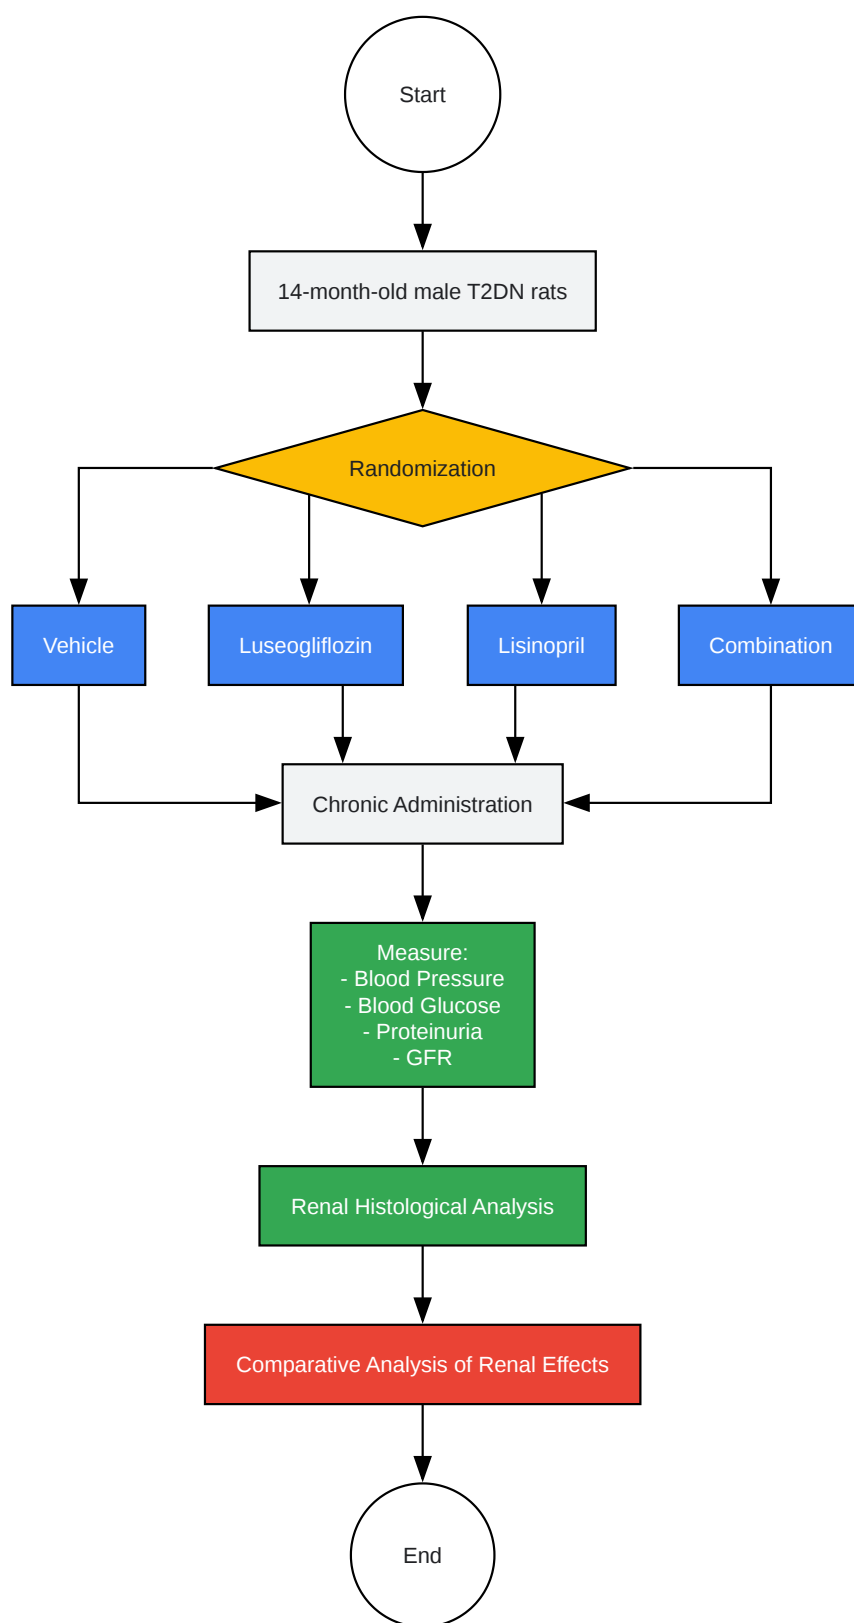 Start
14-month-old male T2DN rats
Randomization
Vehicle
Luseogliflozin
Lisinopril
Combination
Chronic Administration
Measure:
- Blood Pressure
- Blood Glucose
- Proteinuria
- GFR
Renal Histological Analysis
Comparative Analysis of Renal Effects
End